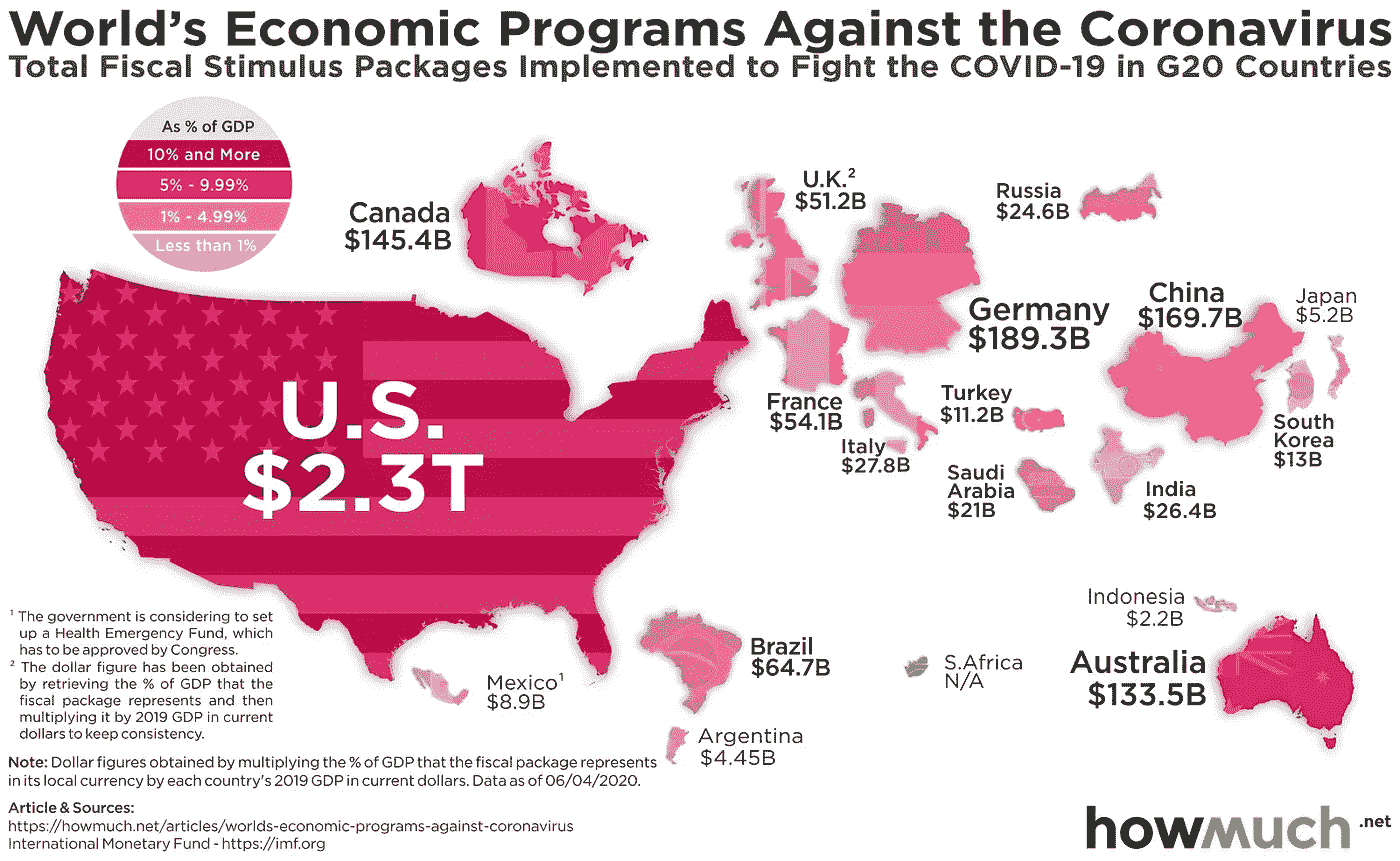 World's Economic Programs Against the Coronavirus
Total Fiscal Stimulus Packages Implemented to Fight the COVID-19 in G20 Countries
As % of GDP
10% and More
5% - 9.99%
1% - 4.99%
Less than 1%
Canada
$145.4B
U.K.²
$51.2B
Russia
$24.6B
Germany
$189.3B
China
$169.7B
Japan
$5.2B
U.S.
$2.3T
France
$54.1B
Italy
$27.8B
Turkey
$11.2B
Saudi
Arabia
$21B
India
$26.4B
South
Korea
$13B
Indonesia
$2.2B
Australia
$133.5B
S.Africa
N/A
Brazil
$64.7B
Mexico¹
$8.9B
Argentina
$4.45B
¹ The government is considering to set
up a Health Emergency Fund, which
has to be approved by Congress.
² The dollar figure has been obtained
by retrieving the % of GDP that the
fiscal package represents and then
multiplying it by 2019 GDP in current
dollars to keep consistency.
Note: Dollar figures obtained by multiplying the % of GDP that the fiscal package represents
in its local currency by each country's 2019 GDP in current dollars. Data as of 06/04/2020.
Article & Sources:
https://howmuch.net/articles/worlds-economic-programs-against-coronavirus
International Monetary Fund - https://imf.org
howmuch.net